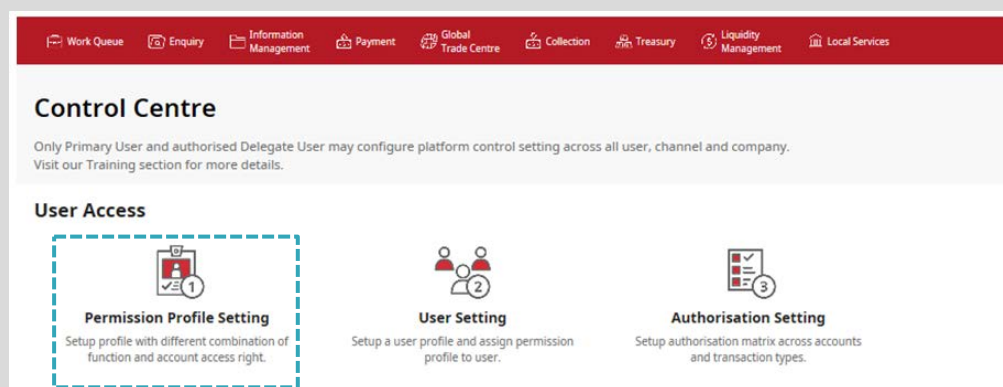 Work Queue
Enquiry
Information
Management
Payment
Global
Trade Centre
Collection
Treasury
Liquidity
Management
Local Services
Control Centre
Only Primary User and authorised Delegate User may configure platform control setting across all user, channel and company.
Visit our Training section for more details.
User Access
1
Permission Profile Setting
Setup profile with different combination of
function and account access right.
2
User Setting
Setup a user profile and assign permission
profile to user.
3
Authorisation Setting
Setup authorisation matrix across accounts
and transaction types.